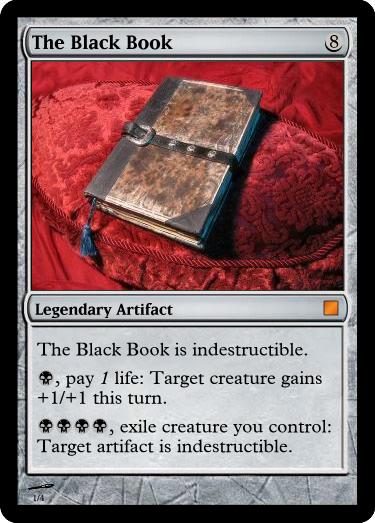 The Black Book 8
Legendary Artifact
The Black Book is indestructible.
, pay 1 life: Target creature gains
+1/+1 this turn.
, exile creature you control:
Target artifact is indestructible.
1/4